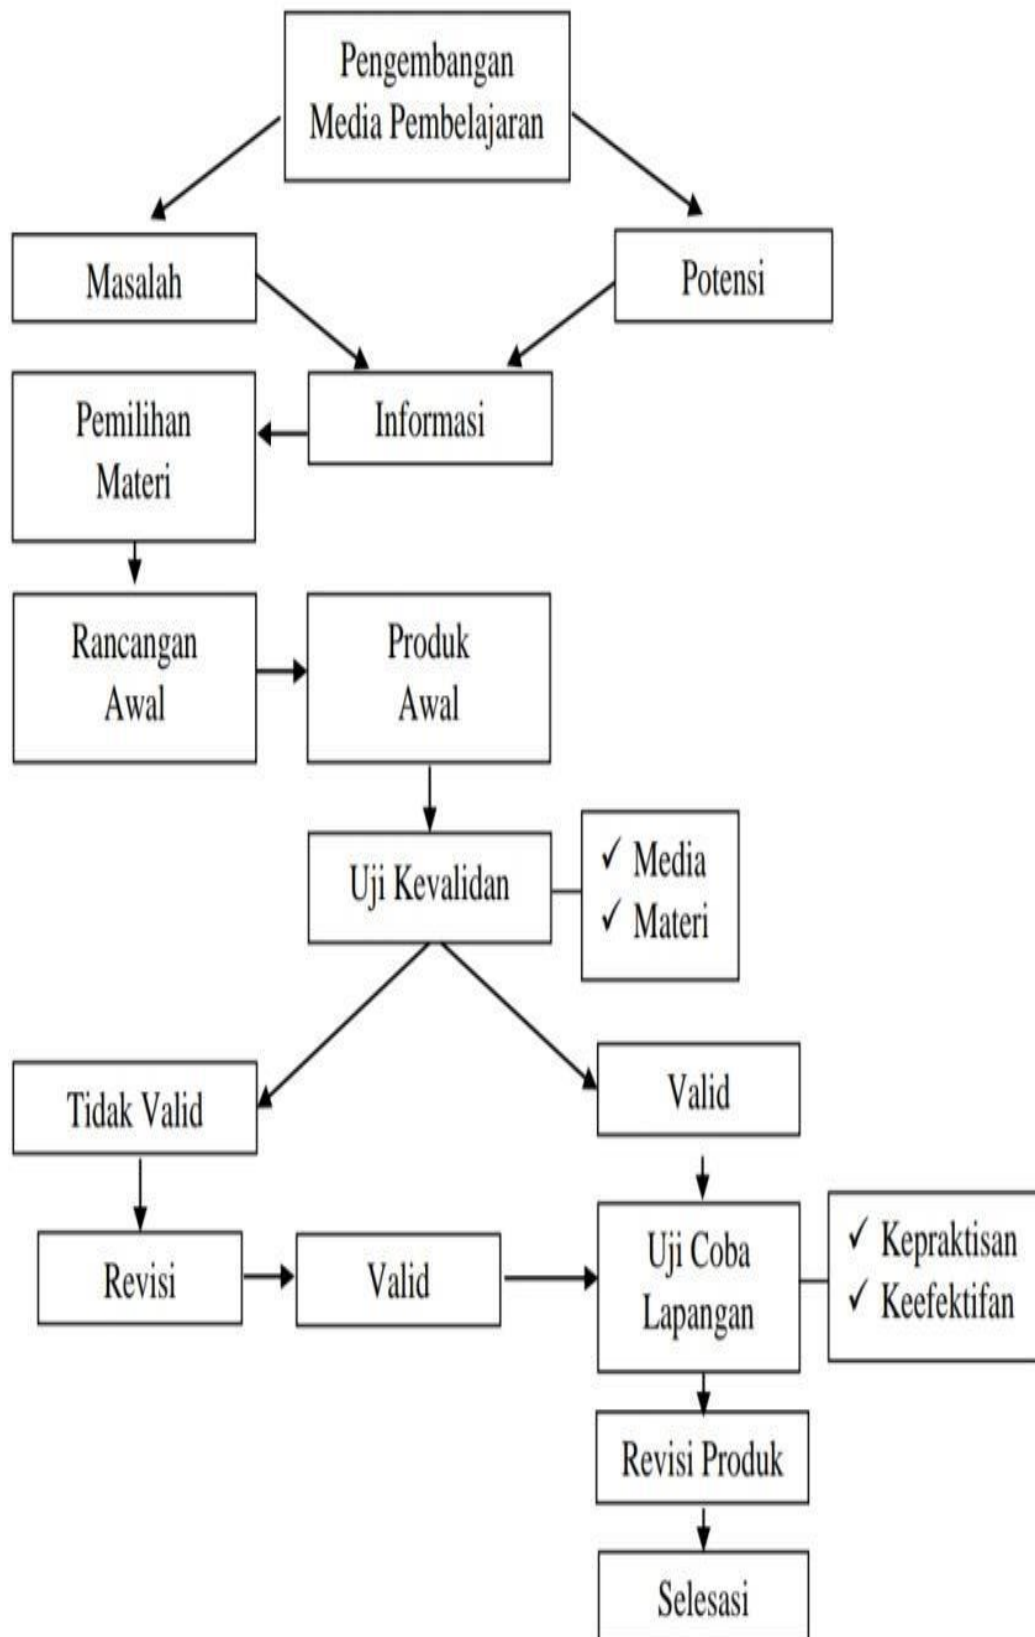 Pengembangan
Media Pembelajaran
Masalah
Potensi
Informasi
Pemilihan
Materi
Rancangan
Awal
Produk
Awal
Uji Kevalidan
✓ Media
✓ Materi
Tidak Valid
Valid
Revisi
Valid
Uji Coba
Lapangan
✓ Kepraktisan
✓ Keefektifan
Revisi Produk
Selesasi